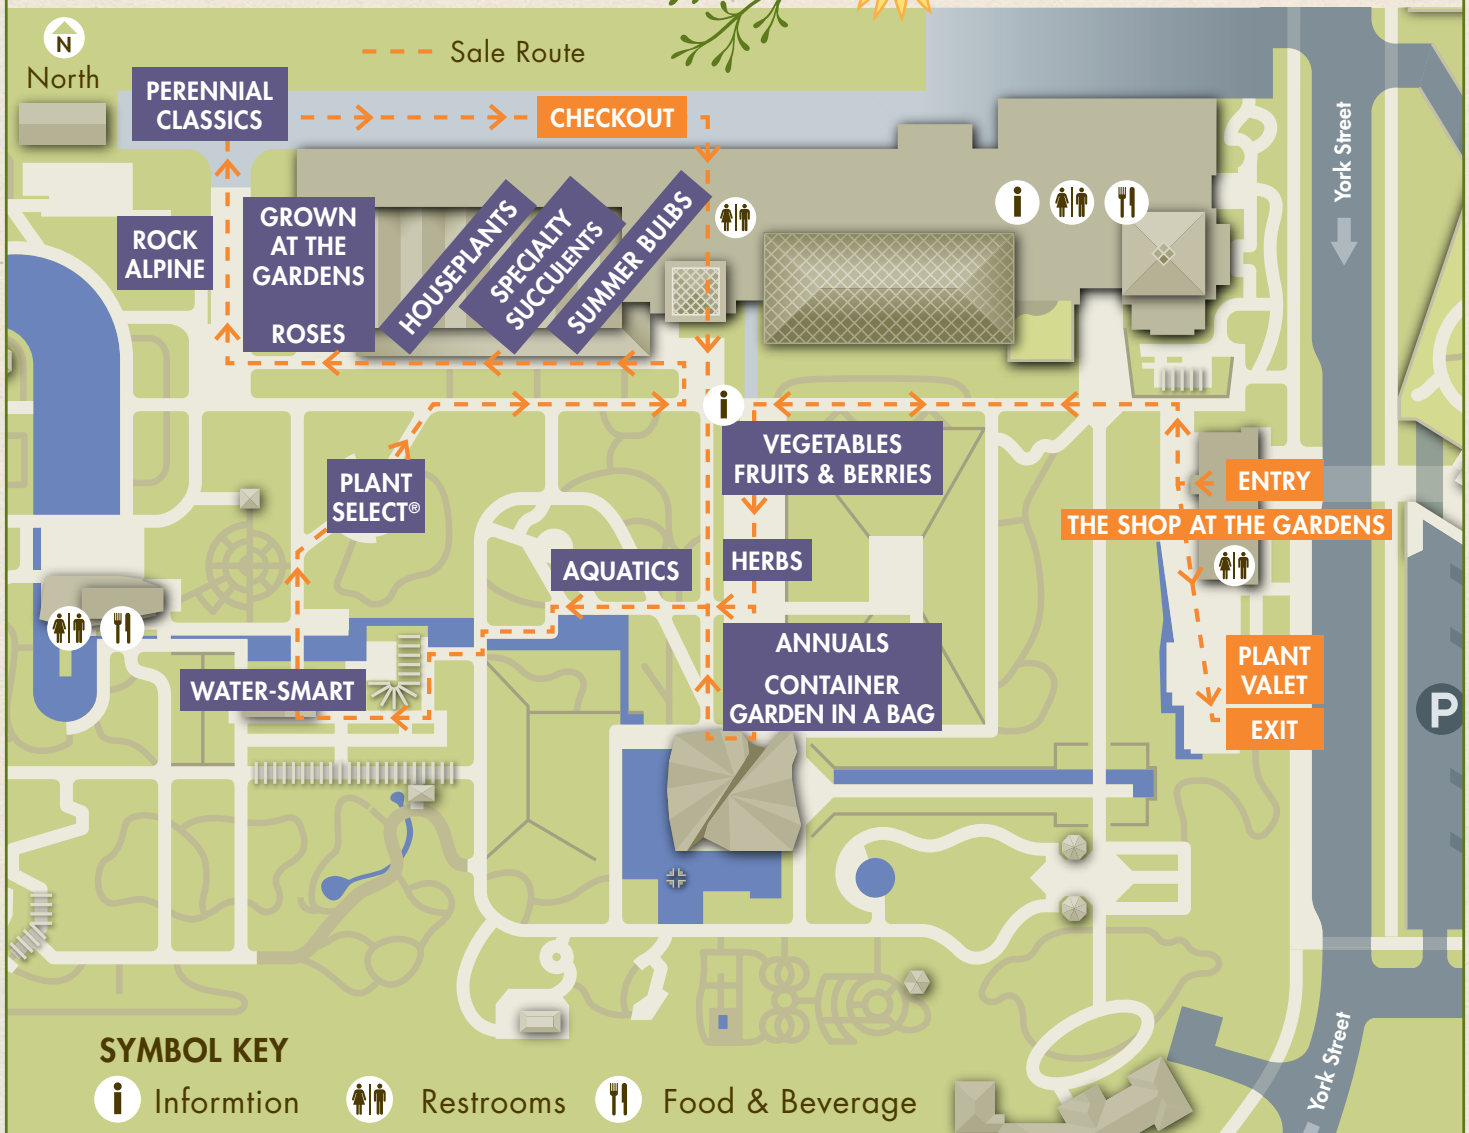 N
North
Sale Route
PERENNIAL
CLASSICS
CHECKOUT
York Street
ROCK
ALPINE
GROWN
AT THE
GARDENS
ROSES
HOUSEPLANTS
SPECIALTY
SUCCULENTS
SUMMER BULBS
i
i
VEGETABLES
FRUITS & BERRIES
PLANT
SELECT®
ENTRY
THE SHOP AT THE GARDENS
HERBS
AQUATICS
ANNUALS
CONTAINER
GARDEN IN A BAG
WATER-SMART
PLANT
VALET
EXIT
P
York Street
SYMBOL KEY
i Informtion
Restrooms
Food & Beverage